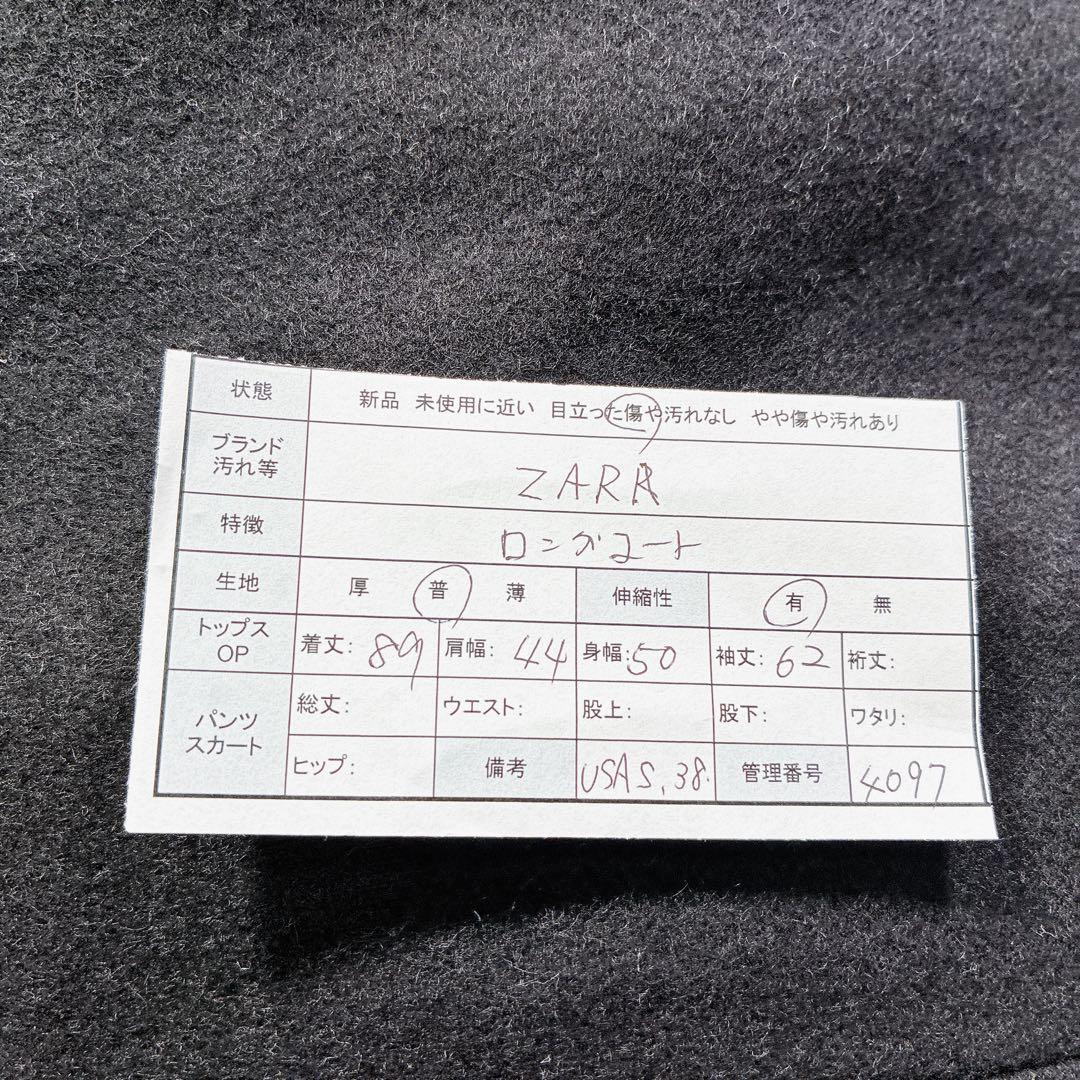 状態 新品 未使用に近い 目立った傷や汚れなし やや傷や汚れあり
ブランド
汚れ等
ZARA
特徴 ロングコート
生地 厚 普 薄 伸縮性 有 無
トップス
OP
着丈: 89 肩幅: 44 身幅: 50 袖丈: 62 裄丈:
パンツ
スカート
総丈: ウエスト: 股上: 股下: ワタリ:
ヒップ: 備考 USA S, 38. 管理番号 4097